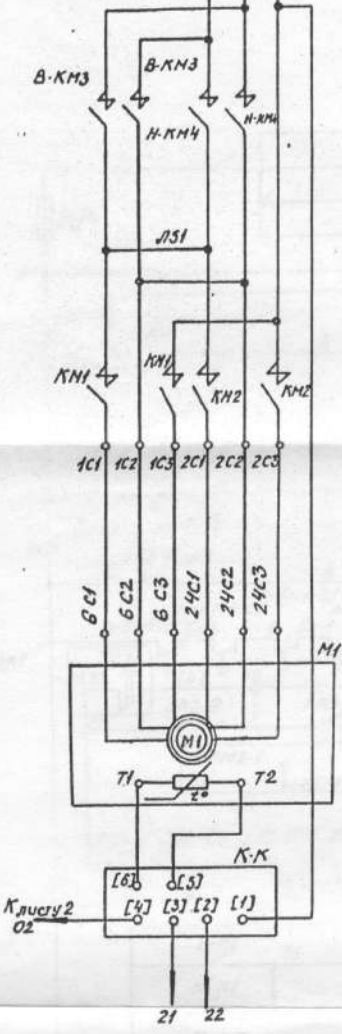 В-КМ3
В-КМ3
Н-КМ4
Н-КМ4
Л51
КМ1
КМ1
КМ2
КМ2
1С1 1С2 1С3 2С1 2С2 2С3
6С1
6С2
6С3
24С1
24С2
24С3
М1
М1
Т1
t°
Т2
К-К
[6] [5]
К листу 2
02
[4] [3] [2] [1]
21 22